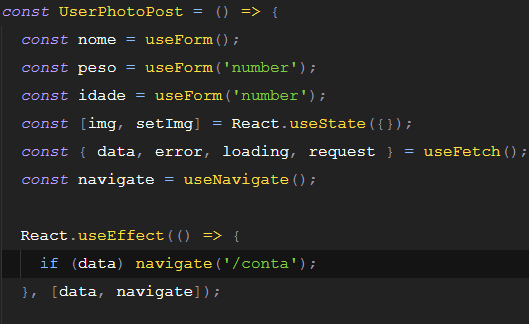 const UserPhotoPost = () => {
const nome = useForm();
const peso = useForm('number');
const idade = useForm('number');
const [img, setImg] = React.useState({});
const { data, error, loading, request } = useFetch();
const navigate = useNavigate();
React.useEffect(() => {
if (data) navigate('/conta');
}, [data, navigate]);